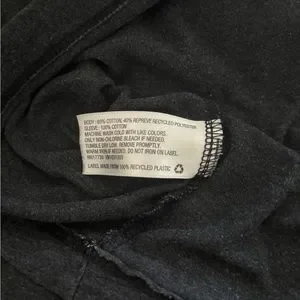 BODY : 60% COTTON, 40% REPREVE RECYCLED POLYESTER.
SLEEVE : 100% COTTON
MACHINE WASH COLD WITH LIKE COLORS.
ONLY NON-CHLORINE BLEACH IF NEEDED.
TUMBLE DRY LOW. REMOVE PROMPTLY.
WARM IRON IF NEEDED. DO NOT IRON ON LABEL.
LABEL MADE FROM 100% RECYCLED PLASTIC